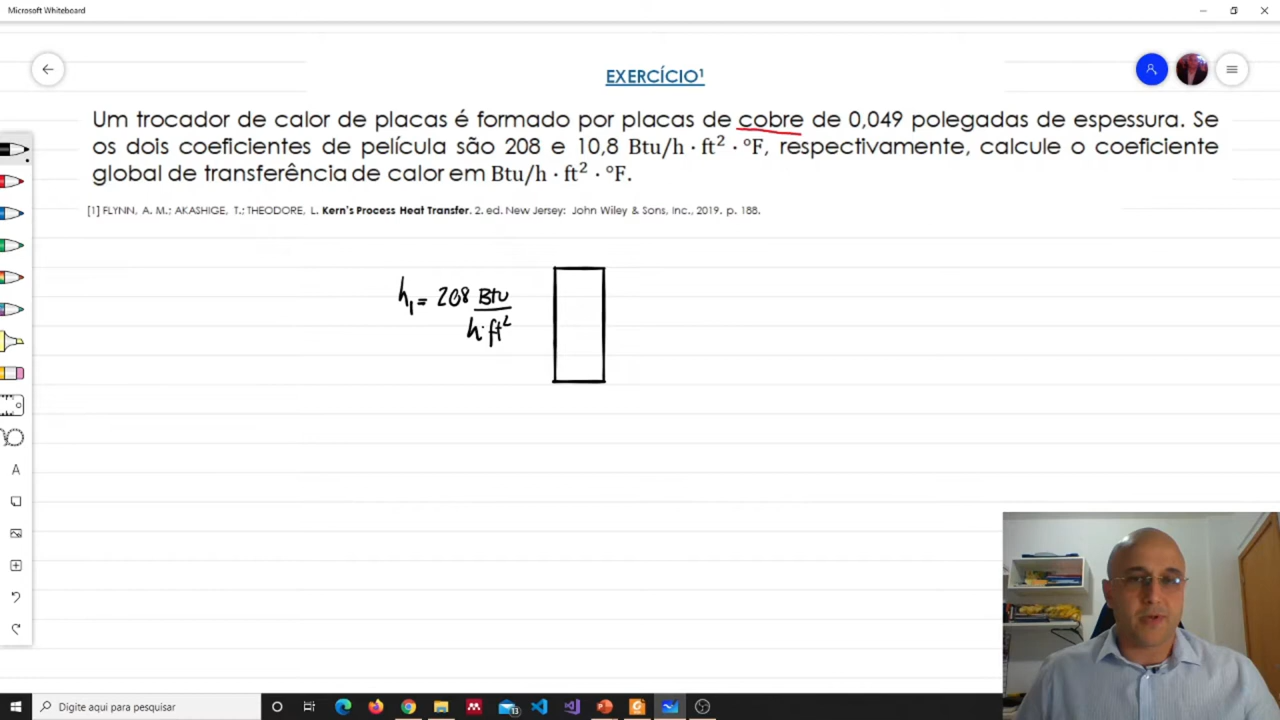 Microsoft Whiteboard
EXERCÍCIO¹
Um trocador de calor de placas é formado por placas de cobre de 0,049 polegadas de espessura. Se
os dois coeficientes de película são 208 e 10,8 Btu/h · ft² · °F, respectivamente, calcule o coeficiente
global de transferência de calor em Btu/h · ft² · °F.
[1] FLYNN, A. M.; AKASHIGE, T.; THEODORE, L. Kern's Process Heat Transfer. 2. ed. New Jersey: John Wiley & Sons, Inc., 2019. p. 188.
h₁ = 208 Btu
h·ft²
A
Digite aqui para pesquisar
13